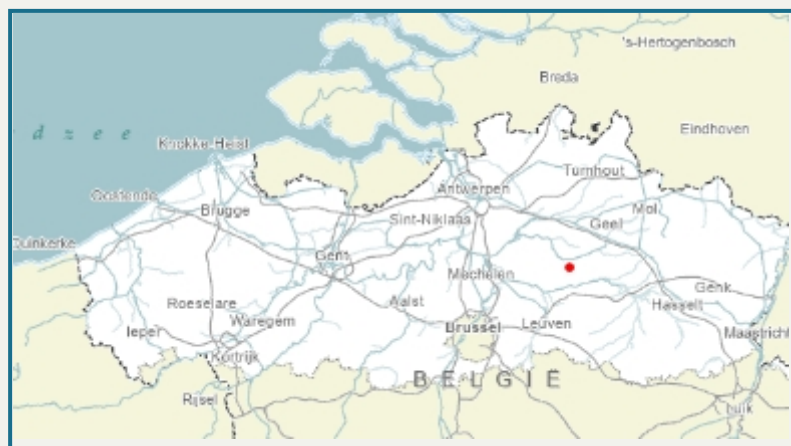 's-Hertogenbosch
Breda
dzee
Eindhoven
Knokke-Heist
Turnhout
Antwerpen
Oostende
Mol
Brugge
Sint-Niklaas
Geel
Duinkerke
Gent
Mechelen
Genk
Roeselare
Aalst
Hasselt
Waregem
Brussel
Leuven
Ieper
Maastricht
Kortrijk
BELGIË
Rijsel
Luik